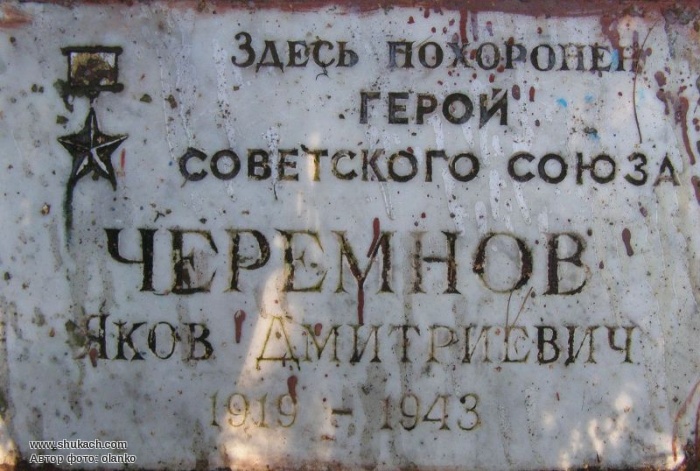 Здесь похоронен
ГЕРОЙ
СОВЕТСКОГО СОЮЗА
ЧЕРЕМНОВ
Яков Дмитриевич
1919 - 1943
www.shukach.com
Автор фото: olanko